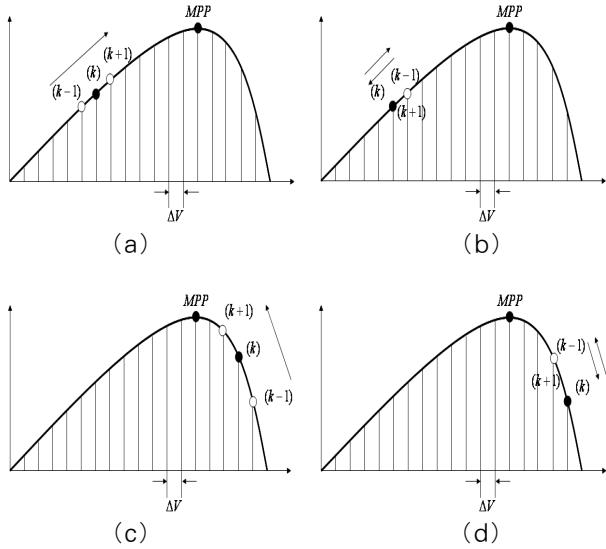 MPP
(k+1)
(k)
(k−1)
ΔV
(a)
MPP
(k−1)
(k)
(k+1)
ΔV
(b)
MPP
(k+1)
(k)
(k−1)
ΔV
(c)
MPP
(k−1)
(k+1)
(k)
ΔV
(d)